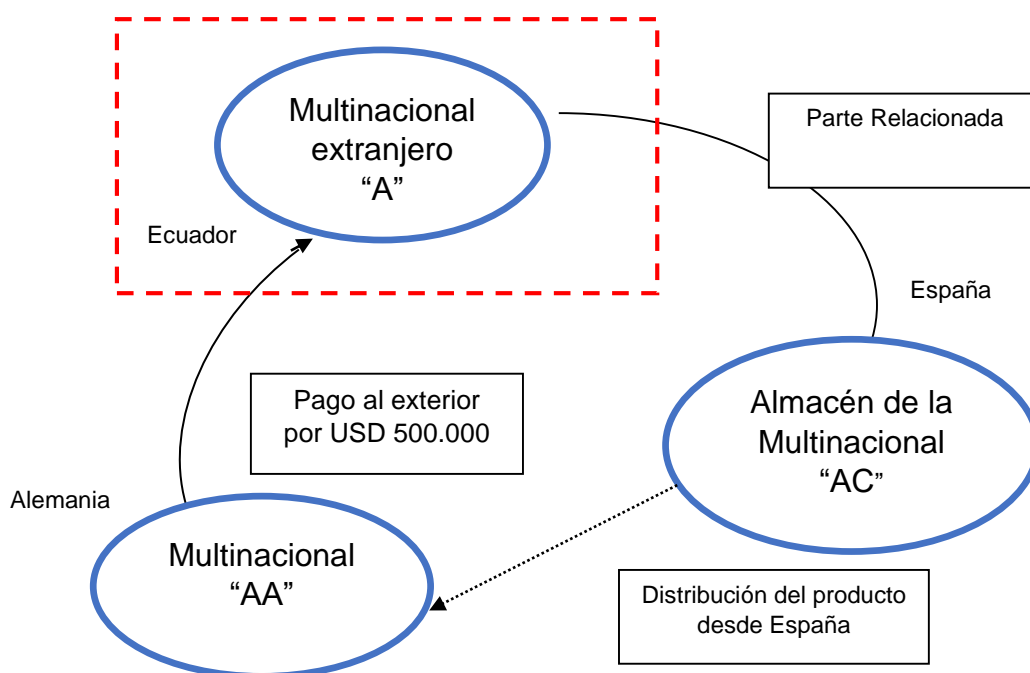 Multinacional
extranjero
“A”
Parte Relacionada
Ecuador
España
Pago al exterior
por USD 500.000
Almacén de la
Multinacional
“AC”
Alemania
Multinacional
“AA”
Distribución del producto
desde España